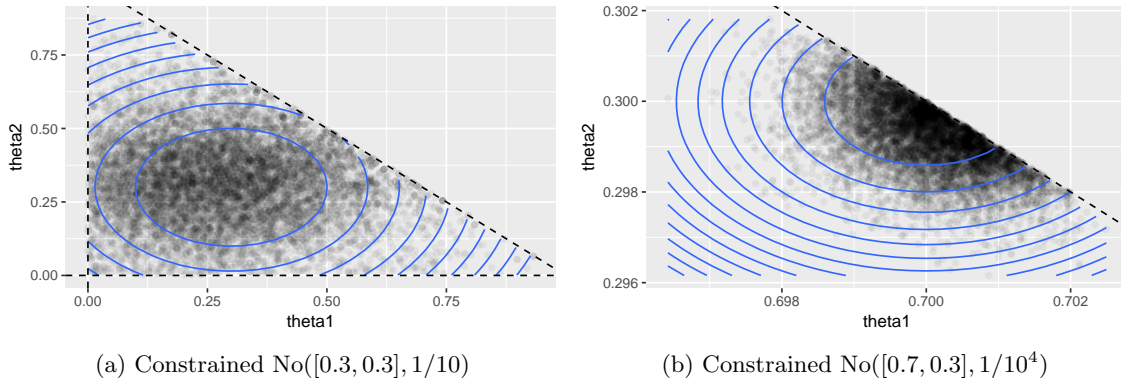 0.75
0.50
0.25
0.00
theta2
0.00 0.25 0.50 0.75
theta1
(a) Constrained No([0.3, 0.3], 1/10)
0.302
0.300
0.298
0.296
theta2
0.698 0.700 0.702
theta1
(b) Constrained No([0.7, 0.3], 1/10⁴)